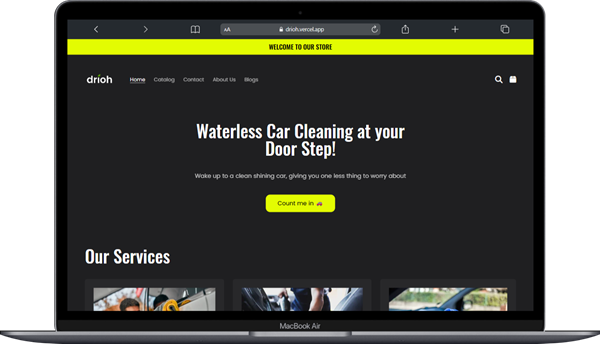 AA drioh.vercel.app
WELCOME TO OUR STORE
drioh Home Catalog Contact About Us Blogs
Waterless Car Cleaning at your
Door Step!
Wake up to a clean shining car, giving you one less thing to worry about
Count me in 🚗
Our Services
MacBook Air